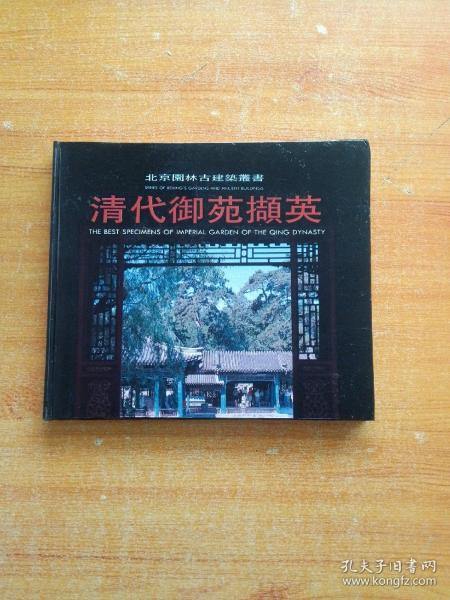 北京園林古建築叢書
SERIES OF BEIJING'S GARDENS AND ANCIENT BUILDINGS
清代御苑擷英
THE BEST SPECIMENS OF IMPERIAL GARDEN OF THE QING DYNASTY
孔夫子旧书网
www.kongfz.com